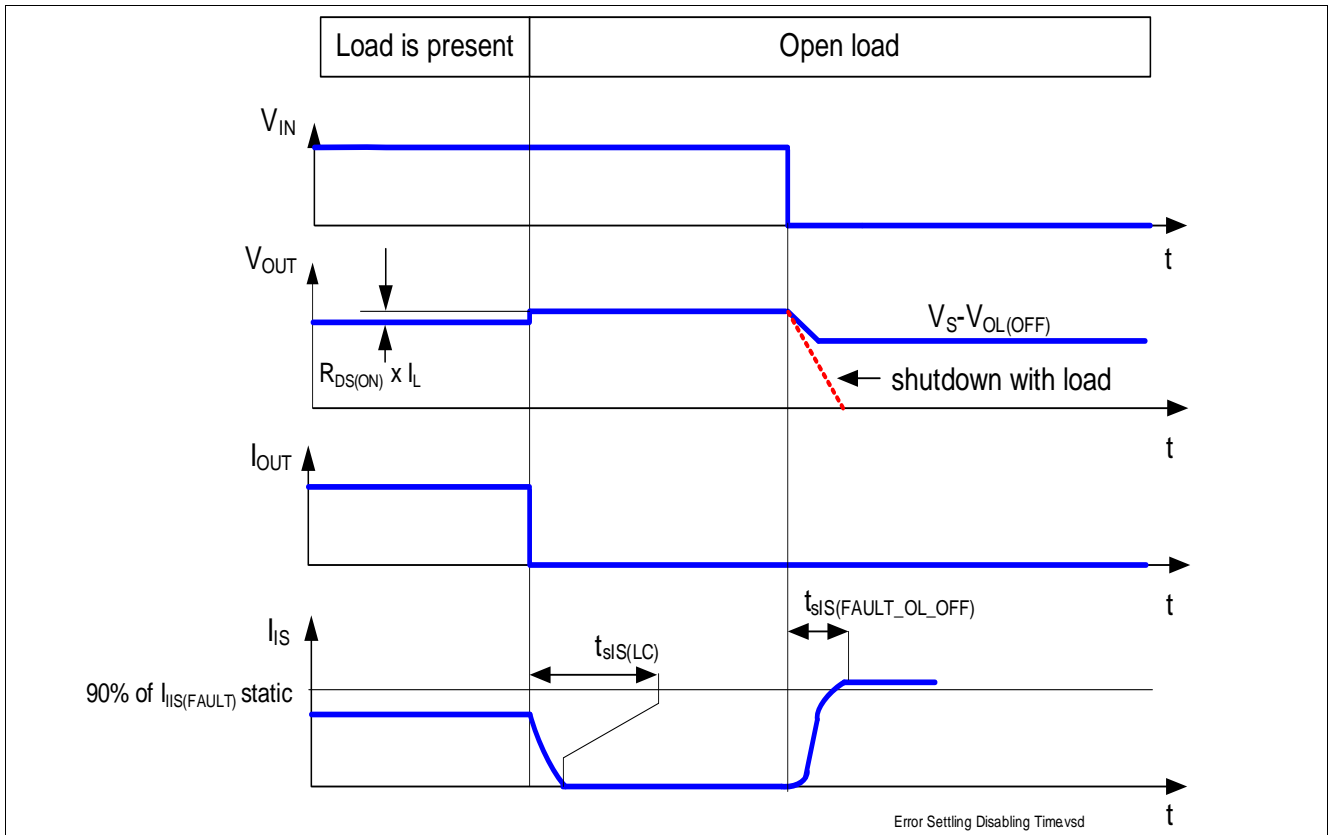 Load is present
Open load
VIN
t
VOUT
RDS(ON) x IL
VS-VOL(OFF)
shutdown with load
t
IOUT
t
IIS
tsIS(LC)
tsIS(FAULT_OL_OFF)
90% of IIIS(FAULT) static
t
Error Settling Disabling Time.vsd